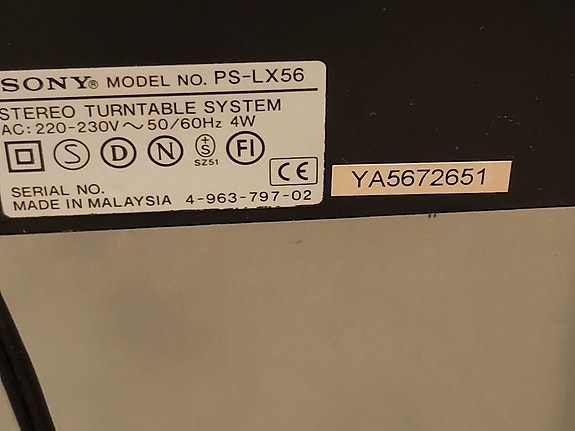 SONY® MODEL NO. PS-LX56
STEREO TURNTABLE SYSTEM
AC: 220-230V～50/60Hz 4W
S D N S SZ51 FI
CE
SERIAL NO.
MADE IN MALAYSIA 4-963-797-02
YA5672651